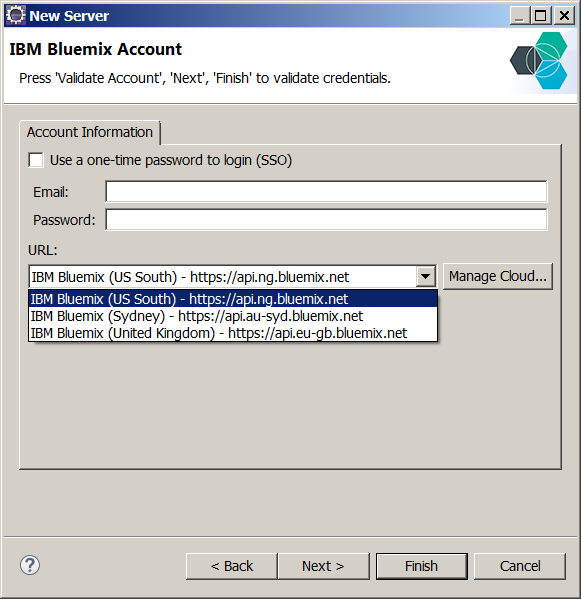 New Server
IBM Bluemix Account
Press 'Validate Account', 'Next', 'Finish' to validate credentials.
Account Information
Use a one-time password to login (SSO)
Email:
Password:
URL:
IBM Bluemix (US South) - https://api.ng.bluemix.net
Manage Cloud...
IBM Bluemix (US South) - https://api.ng.bluemix.net
IBM Bluemix (Sydney) - https://api.au-syd.bluemix.net
IBM Bluemix (United Kingdom) - https://api.eu-gb.bluemix.net
?
< Back
Next >
Finish
Cancel